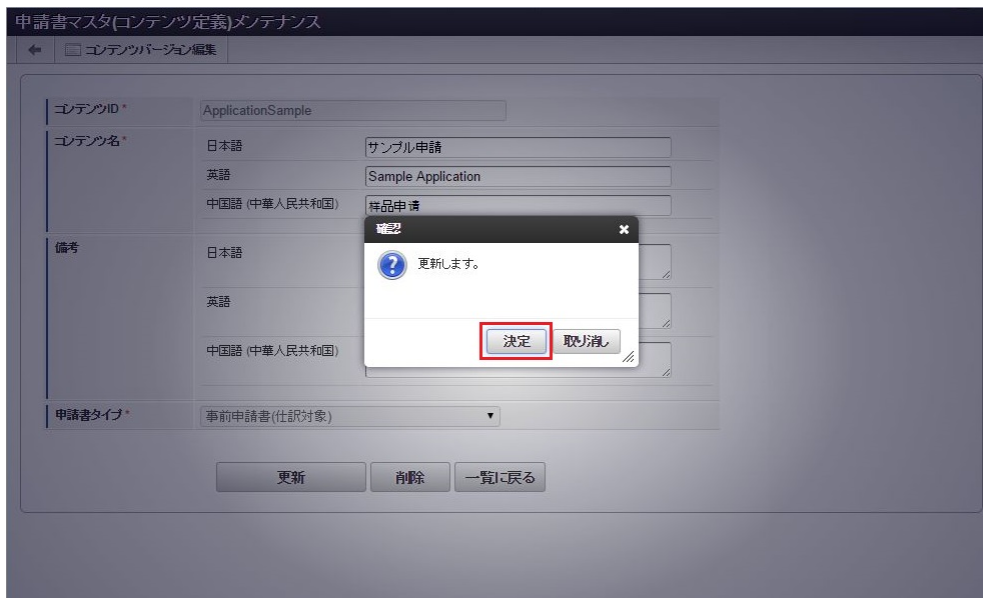 申請書マスタ(コンテンツ定義)メンテナンス
コンテンツバージョン編集
コンテンツID * ApplicationSample
コンテンツ名 * 日本語 サンプル申請
英語 Sample Application
中国語 (中華人民共和国) 样品申请
確認
備考 日本語
更新します。
英語
決定 取り消し
中国語 (中華人民共和国)
申請書タイプ * 事前申請書(仕訳対象)
更新 削除 一覧に戻る